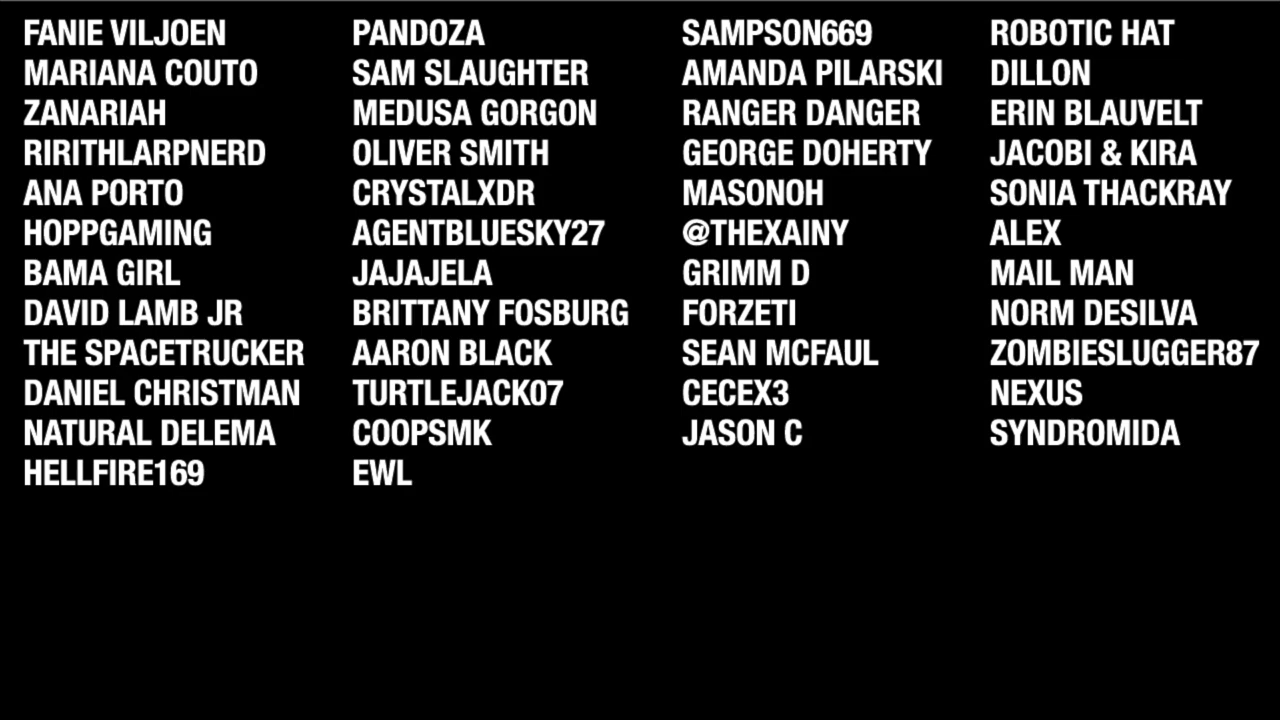 FANIE VILJOEN
MARIANA COUTO
ZANARIAH
RIRITHLARPNERD
ANA PORTO
HOPPGAMING
BAMA GIRL
DAVID LAMB JR
THE SPACETRUCKER
DANIEL CHRISTMAN
NATURAL DELEMA
HELLFIRE169
PANDOZA
SAM SLAUGHTER
MEDUSA GORGON
OLIVER SMITH
CRYSTALXDR
AGENTBLUESKY27
JAJAJELA
BRITTANY FOSBURG
AARON BLACK
TURTLEJACK07
COOPSMK
EWL
SAMPSON669
AMANDA PILARSKI
RANGER DANGER
GEORGE DOHERTY
MASONOH
@THEXAINY
GRIMM D
FORZETI
SEAN MCFAUL
CECEX3
JASON C
ROBOTIC HAT
DILLON
ERIN BLAUVELT
JACOBI & KIRA
SONIA THACKRAY
ALEX
MAIL MAN
NORM DESILVA
ZOMBIESLUGGER87
NEXUS
SYNDROMIDA